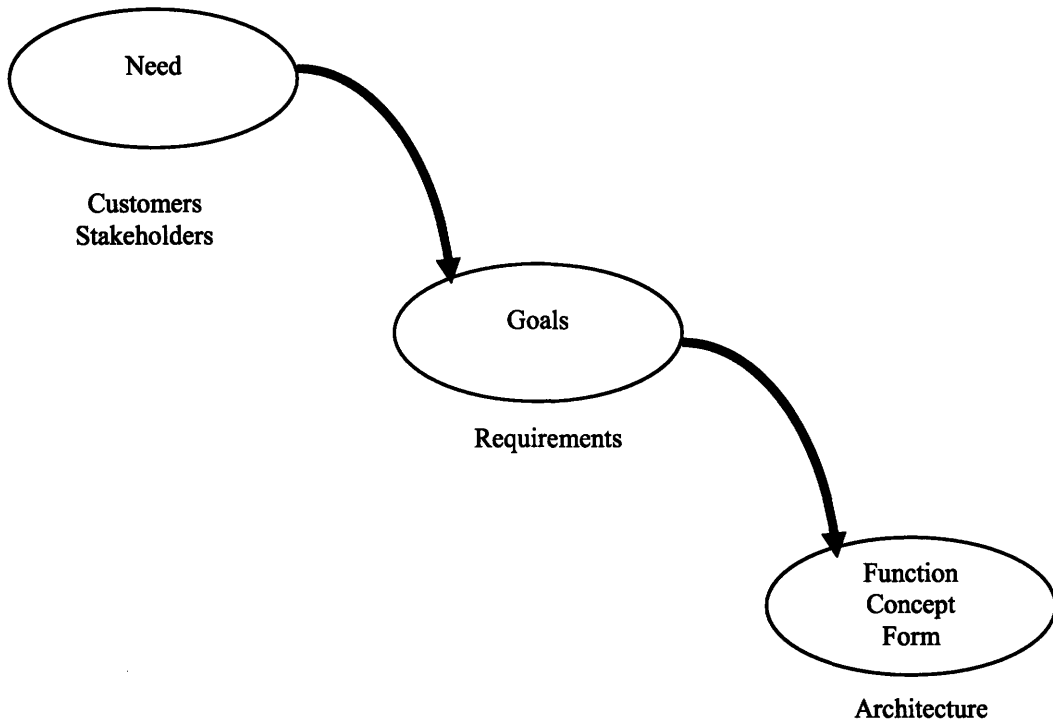 Need
Customers
Stakeholders
Goals
Requirements
Function
Concept
Form
Architecture